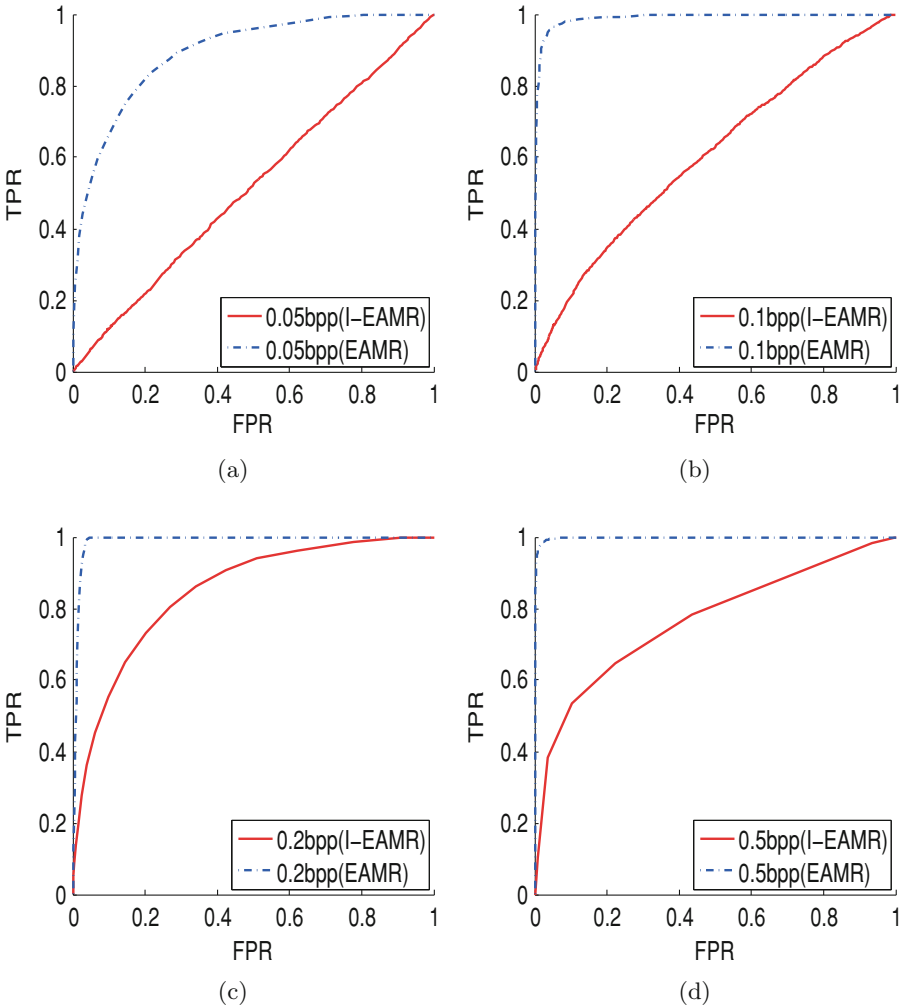 1
0.8
0.6
0.4
0.2
0
TPR
0.05bpp(I−EAMR)
0.05bpp(EAMR)
0 0.2 0.4 0.6 0.8 1
FPR
(a)
1
0.8
0.6
0.4
0.2
0
TPR
0.1bpp(I−EAMR)
0.1bpp(EAMR)
0 0.2 0.4 0.6 0.8 1
FPR
(b)
1
0.8
0.6
0.4
0.2
0
TPR
0.2bpp(I−EAMR)
0.2bpp(EAMR)
0 0.2 0.4 0.6 0.8 1
FPR
(c)
1
0.8
0.6
0.4
0.2
0
TPR
0.5bpp(I−EAMR)
0.5bpp(EAMR)
0 0.2 0.4 0.6 0.8 1
FPR
(d)